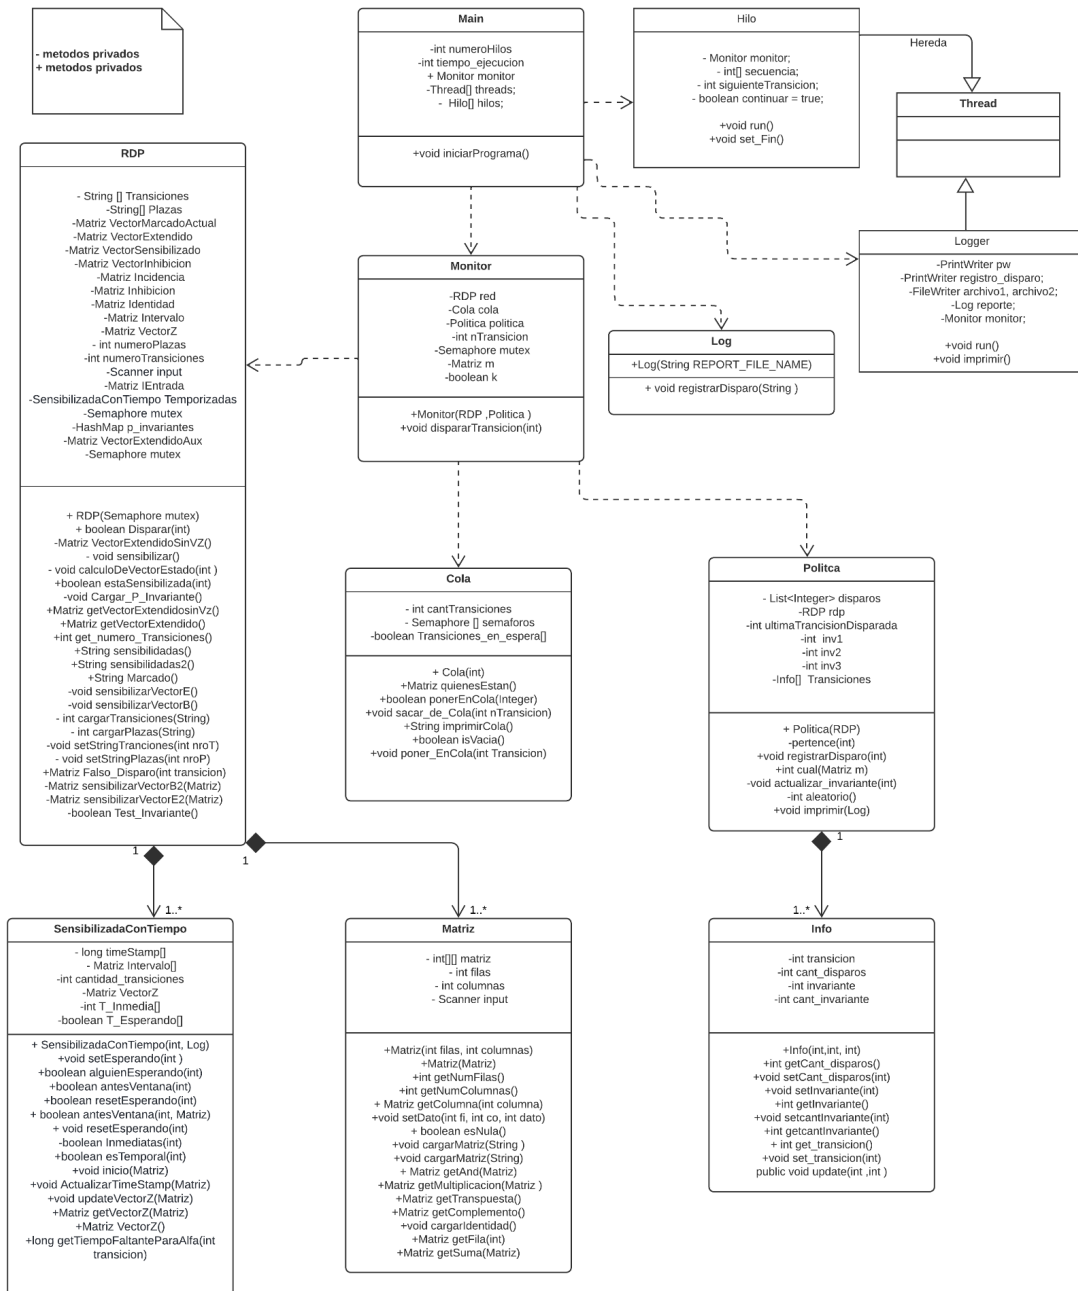 - metodos privados
+ metodos privados
Main
-int numeroHilos
-int tiempo_ejecucion
+ Monitor monitor
-Thread[] threads;
- Hilo[] hilos;
+void iniciarPrograma()
Hilo
- Monitor monitor;
- int[] secuencia;
- int siguienteTransicion;
- boolean continuar = true;
+void run()
+void set_Fin()
Hereda
Thread
RDP
- String [] Transiciones
-String[] Plazas
-Matriz VectorMarcadoActual
-Matriz VectorExtendido
-Matriz VectorSensibilizado
-Matriz VectorInhibicion
-Matriz Incidencia
-Matriz Inhibicion
-Matriz Identidad
-Matriz Intervalo
-Matriz VectorZ
- int numeroPlazas
-int numeroTransiciones
-Scanner input
-Matriz IEntrada
-SensibilizadaConTiempo Temporizadas
-Semaphore mutex
-HashMap p_invariantes
-Matriz VectorExtendidoAux
-Semaphore mutex
+ RDP(Semaphore mutex)
+ boolean Disparar(int)
-Matriz VectorExtendidoSinVZ()
- void sensibilizar()
- void calculoDeVectorEstado(int )
+boolean estaSensibilizada(int)
-void Cargar_P_Invariante()
+Matriz getVectorExtendidosinVz()
+Matriz getVectorExtendido()
+int get_numero_Transiciones()
+String sensibilidadas()
+String sensibilidadas2()
+String Marcado()
-void sensibilizarVectorE()
-void sensibilizarVectorB()
- int cargarTransiciones(String)
- int cargarPlazas(String)
-void setStringTranciones(int nroT)
- void setStringPlazas(int nroP)
+Matriz Falso_Disparo(int transicion)
-Matriz sensibilizarVectorB2(Matriz)
-Matriz sensibilizarVectorE2(Matriz)
-boolean Test_Invariante()
Monitor
-RDP red
-Cola cola
-Politica politica
-int nTransicion
-Semaphore mutex
-Matriz m
-boolean k
+Monitor(RDP ,Politica )
+void dispararTransicion(int)
Log
+Log(String REPORT_FILE_NAME)
+ void registrarDisparo(String )
Logger
-PrintWriter pw
-PrintWriter registro_disparo;
-FileWriter archivo1, archivo2;
-Log reporte;
-Monitor monitor;
+void run()
+void imprimir()
Cola
- int cantTransiciones
- Semaphore [] semaforos
-boolean Transiciones_en_espera[]
+ Cola(int)
+Matriz quienesEstan()
+boolean ponerEnCola(Integer)
+void sacar_de_Cola(int nTransicion)
+String imprimirCola()
+boolean isVacia()
+void poner_EnCola(int Transicion)
Politca
- List<Integer> disparos
-RDP rdp
-int ultimaTrancisionDisparada
-int inv1
-int inv2
-int inv3
-Info[] Transiciones
+ Politica(RDP)
-pertence(int)
+void registrarDisparo(int)
+int cual(Matriz m)
-void actualizar_invariante(int)
-int aleatorio()
+void imprimir(Log)
1
1
1
1..*
1..*
1..*
SensibilizadaConTiempo
- long timeStamp[]
- Matriz Intervalo[]
-int cantidad_transiciones
-Matriz VectorZ
-int T_Inmedia[]
-boolean T_Esperando[]
+ SensibilizadaConTiempo(int, Log)
+void setEsperando(int )
+boolean alguienEsperando(int)
+boolean antesVentana(int)
+boolean resetEsperando(int)
+ boolean antesVentana(int, Matriz)
+ void resetEsperando(int)
-boolean Inmediatas(int)
+boolean esTemporal(int)
+void inicio(Matriz)
+void ActualizarTimeStamp(Matriz)
+void updateVectorZ(Matriz)
+Matriz getVectorZ(Matriz)
+Matriz VectorZ()
+long getTiempoFaltanteParaAlfa(int
transicion)
Matriz
- int[][] matriz
- int filas
- int columnas
- Scanner input
+Matriz(int filas, int columnas)
+Matriz(Matriz)
+int getNumFilas()
+int getNumColumnas()
+ Matriz getColumna(int columna)
+void setDato(int fi, int co, int dato)
+ boolean esNula()
+void cargarMatriz(String )
+void cargarMatriz(String)
+ Matriz getAnd(Matriz)
+Matriz getMultiplicacion(Matriz )
+Matriz getTranspuesta()
+Matriz getComplemento()
+void cargarIdentidad()
+Matriz getFila(int)
+Matriz getSuma(Matriz)
Info
-int transicion
-int cant_disparos
-int invariante
-int cant_invariante
+Info(int,int, int)
+int getCant_disparos()
+void setCant_disparos(int)
+void setInvariante(int)
+int getInvariante()
+void setcantInvariante(int)
+int getcantInvariante()
+ int get_transicion()
+void set_transicion(int)
public void update(int ,int )